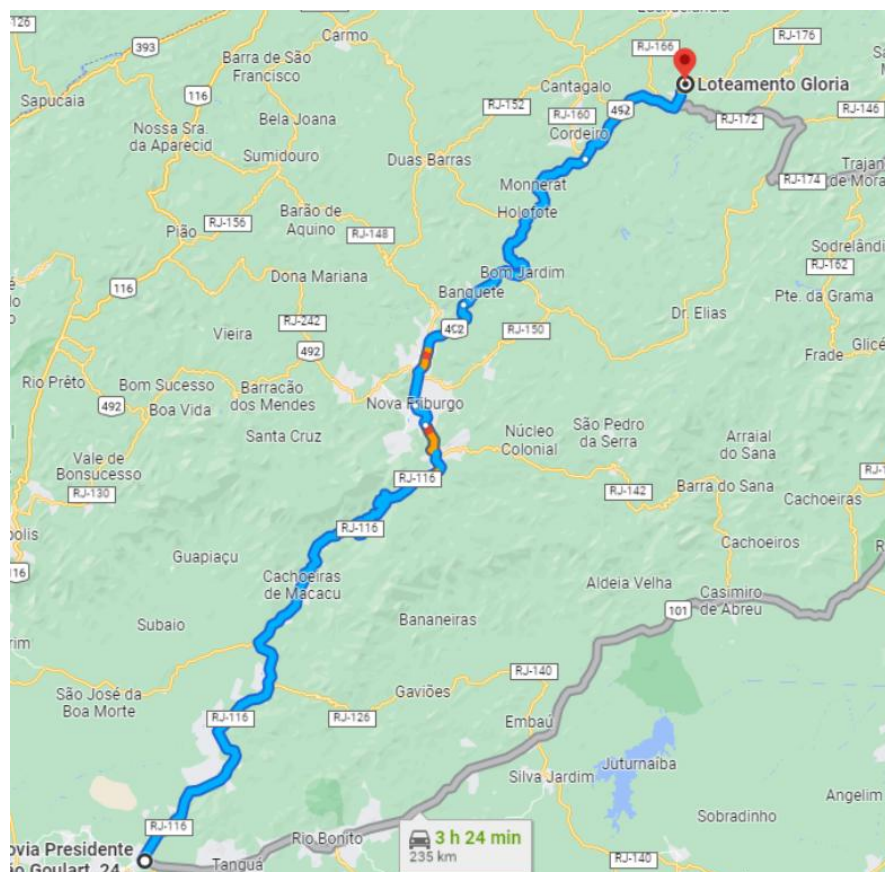 -126
393
Carmo
RJ-166
RJ-176
Barra de São
Francisco
Sapucaia
116
Cantagalo
Loteamento Gloria
RJ-152
492
RJ-160
Cordeiro
RJ-172
RJ-146
Nossa Sra.
da Aparecid
Bela Joana
Sumidouro
Duas Barras
Monnerat
RJ-174
Trajan
de Mora
Holofote
RJ-156
Barão de
Aquino
RJ-148
Pião
Sodrelândi
RJ-162
Dona Mariana
Bom Jardim
116
Banquete
Pte. da Grama
Dr. Elias
RJ-242
RJ-150
Vieira
492
Frade
Glicé
Rio Prêto
Bom Sucesso
Barracão
dos Mendes
492
Boa Vida
Nova Friburgo
Santa Cruz
Núcleo
Colonial
São Pedro
da Serra
Arraial
do Sana
Vale de
Bonsucesso
RJ-130
RJ-116
RJ-142
Barra do Sana
Cachoeiras
RJ-1
opolis
RJ-116
Cachoeiros
Guapiaçu
116
Cachoeiras
de Macacu
Aldeia Velha
Casimiro
de Abreu
101
Subaio
Bananeiras
rim
RJ-140
São José da
Boa Morte
Gaviões
RJ-116
RJ-126
Embaú
Juturnaíba
Silva Jardim
Angelim
Sobradinho
RJ-116
Rio Bonito
3 h 24 min
235 km
ovia Presidente
ão Goulart, 24
Tanguá
RJ-140